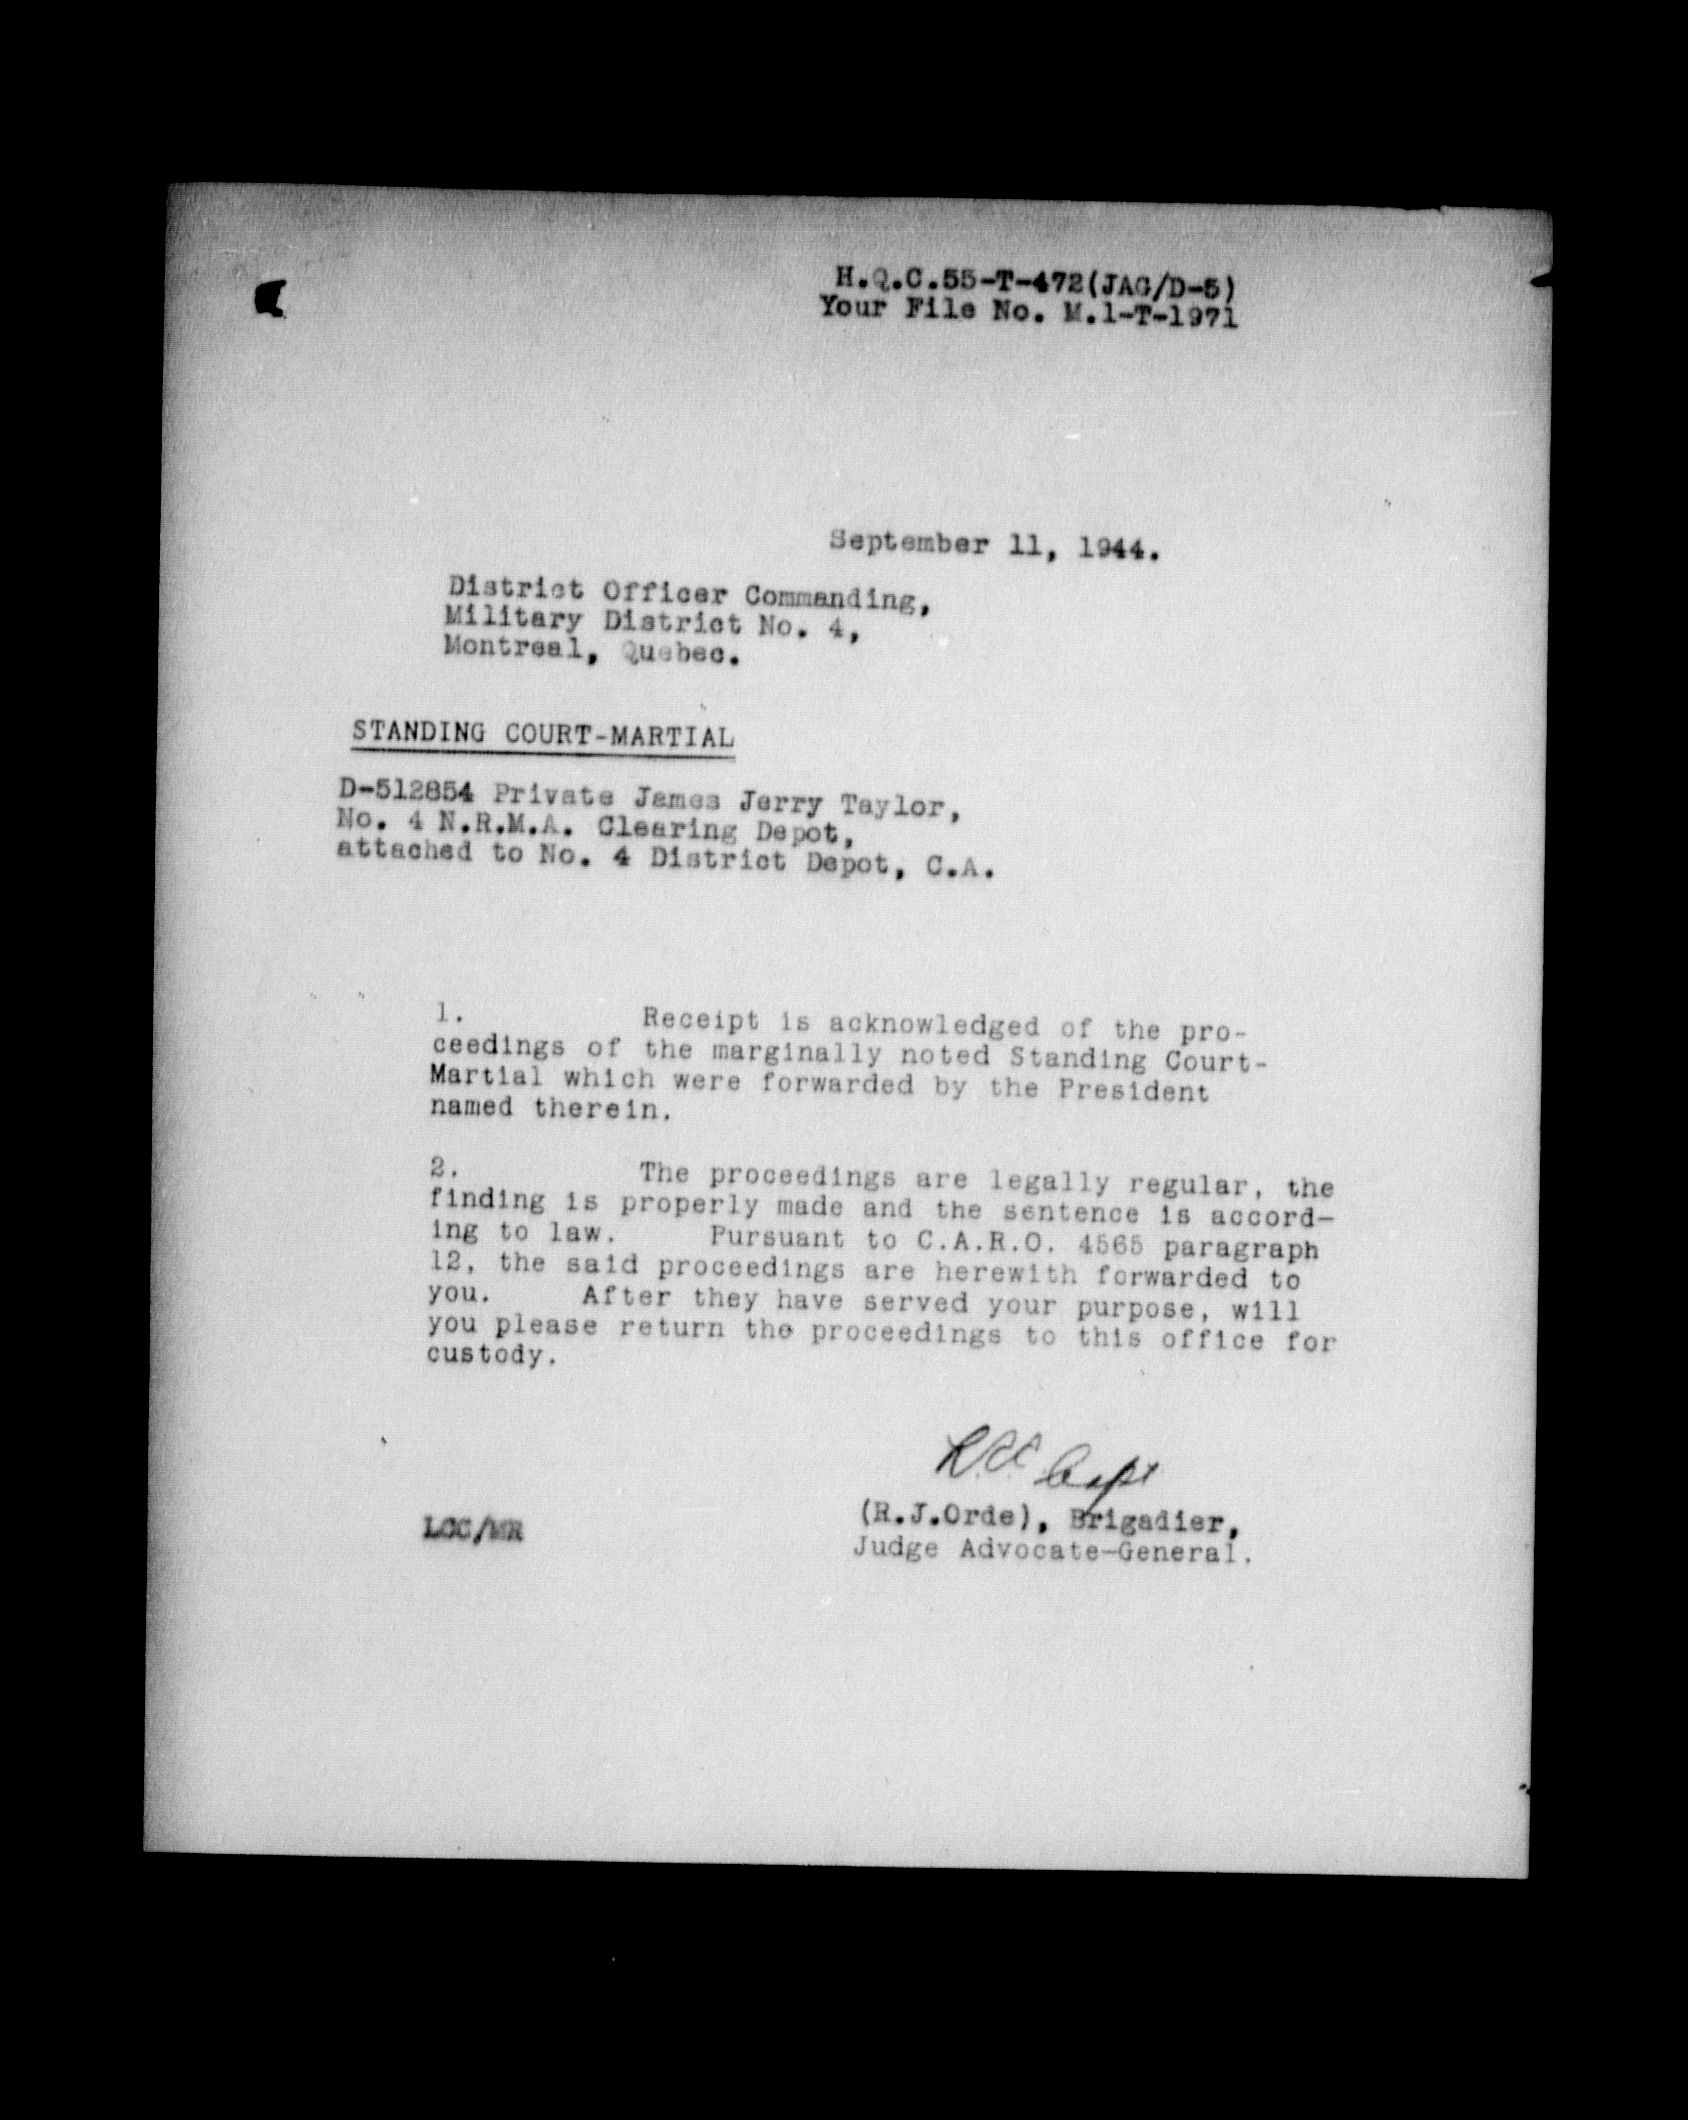 H.Q.C.55-T-472(JAG/D-5)
Your File No. M.1-T-1971
September 11, 1944.
District Officer Commanding,
Military District No. 4,
Montreal, Quebec.
STANDING COURT-MARTIAL
D-512854 Private James Jerry Taylor,
No. 4 N.R.M.A. Clearing Depot,
attached to No. 4 District Depot, C.A.
1. Receipt is acknowledged of the pro-
ceedings of the marginally noted Standing Court-
Martial which were forwarded by the President
named therein.
2. The proceedings are legally regular, the
finding is properly made and the sentence is accord-
ing to law. Pursuant to C.A.R.O. 4565 paragraph
12, the said proceedings are herewith forwarded to
you. After they have served your purpose, will
you please return the proceedings to this office for
custody.
Capt
(R.J.Orde), Brigadier,
LCC/MR
Judge Advocate-General.